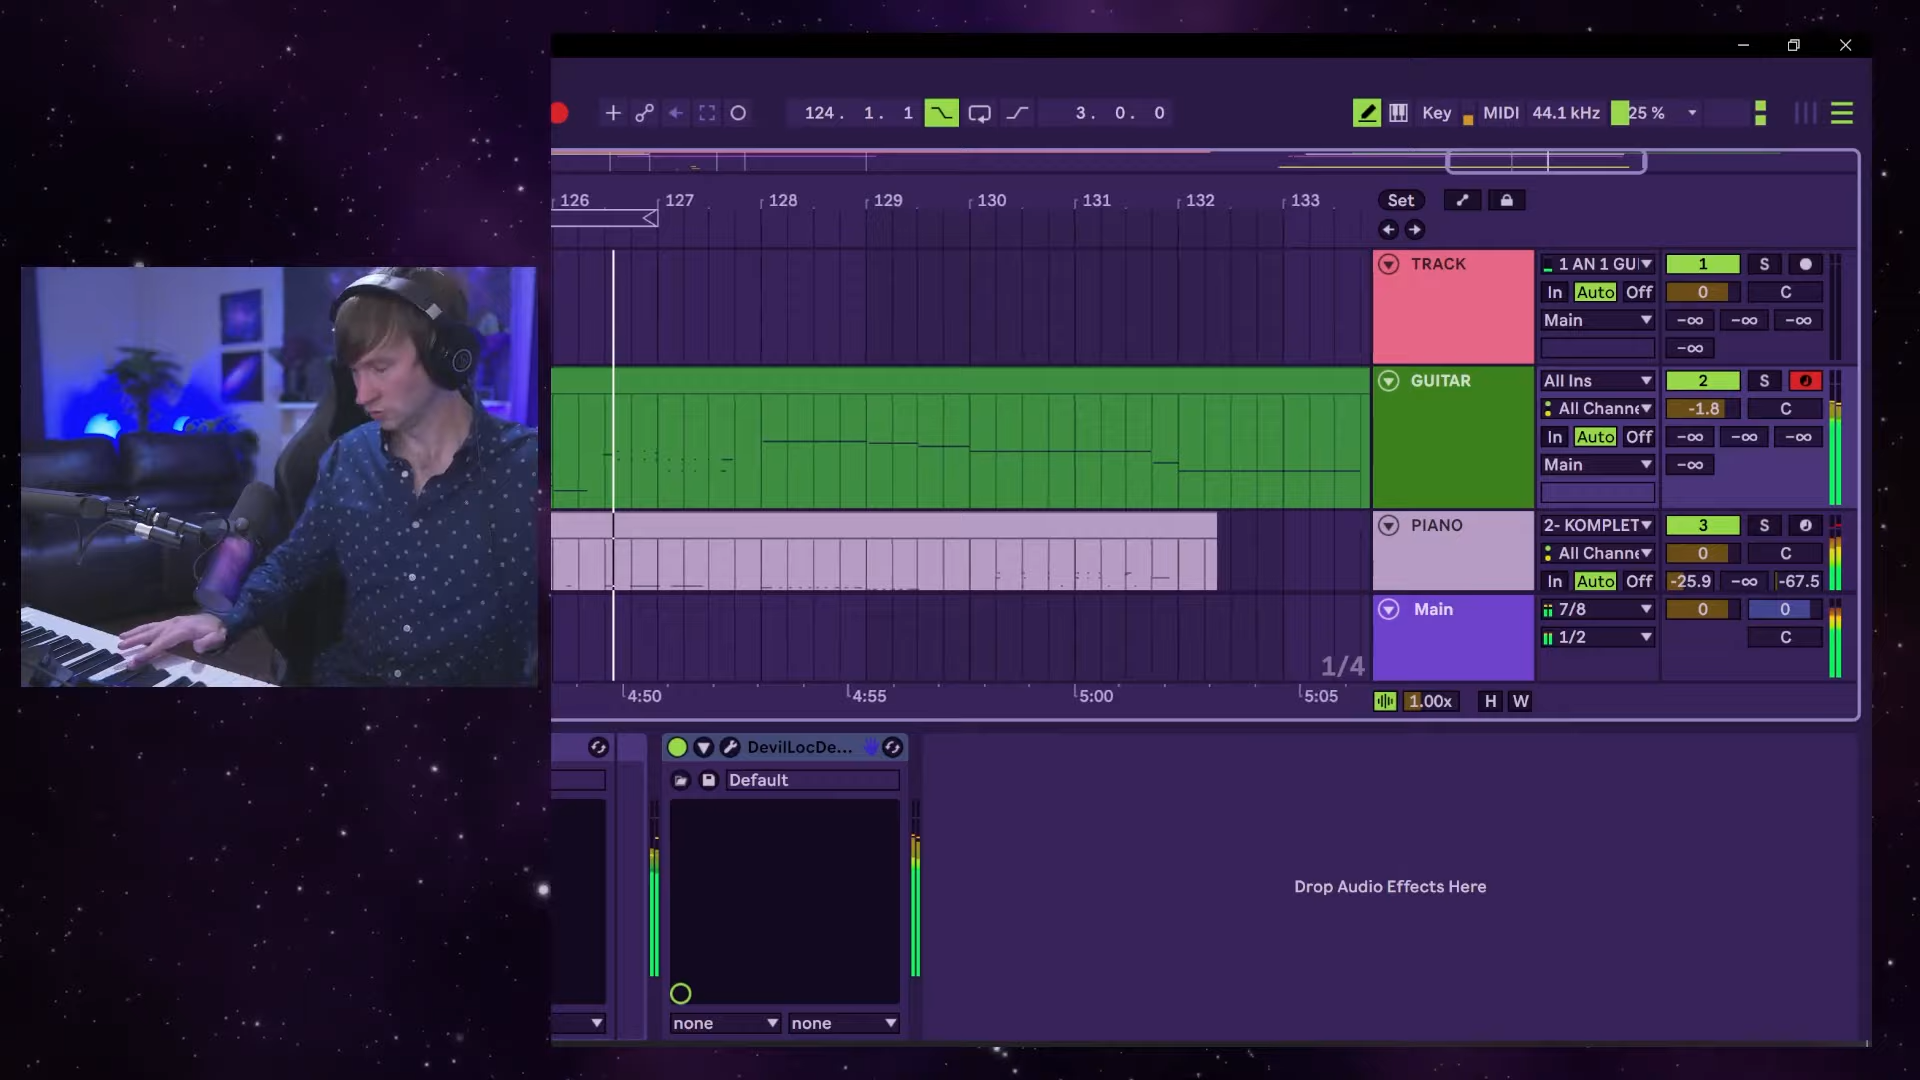 124. 1. 1
3. 0. 0
Key
MIDI
44.1 kHz
25 %
126 127 128 129 130 131 132 133
Set
TRACK
1 AN 1 GUI
1
S
In Auto Off
0
C
Main
-∞ -∞ -∞
-∞
GUITAR
All Ins
2
S
All Channe
-1.8
C
In Auto Off
-∞ -∞ -∞
Main
-∞
PIANO
2- KOMPLET
3
S
All Channe
0
C
In Auto Off
-25.9 -∞ -67.5
Main
7/8
0
0
1/2
C
1/4
4:50 4:55 5:00 5:05
1.00x
H W
DevilLocDe...
Default
Drop Audio Effects Here
none none